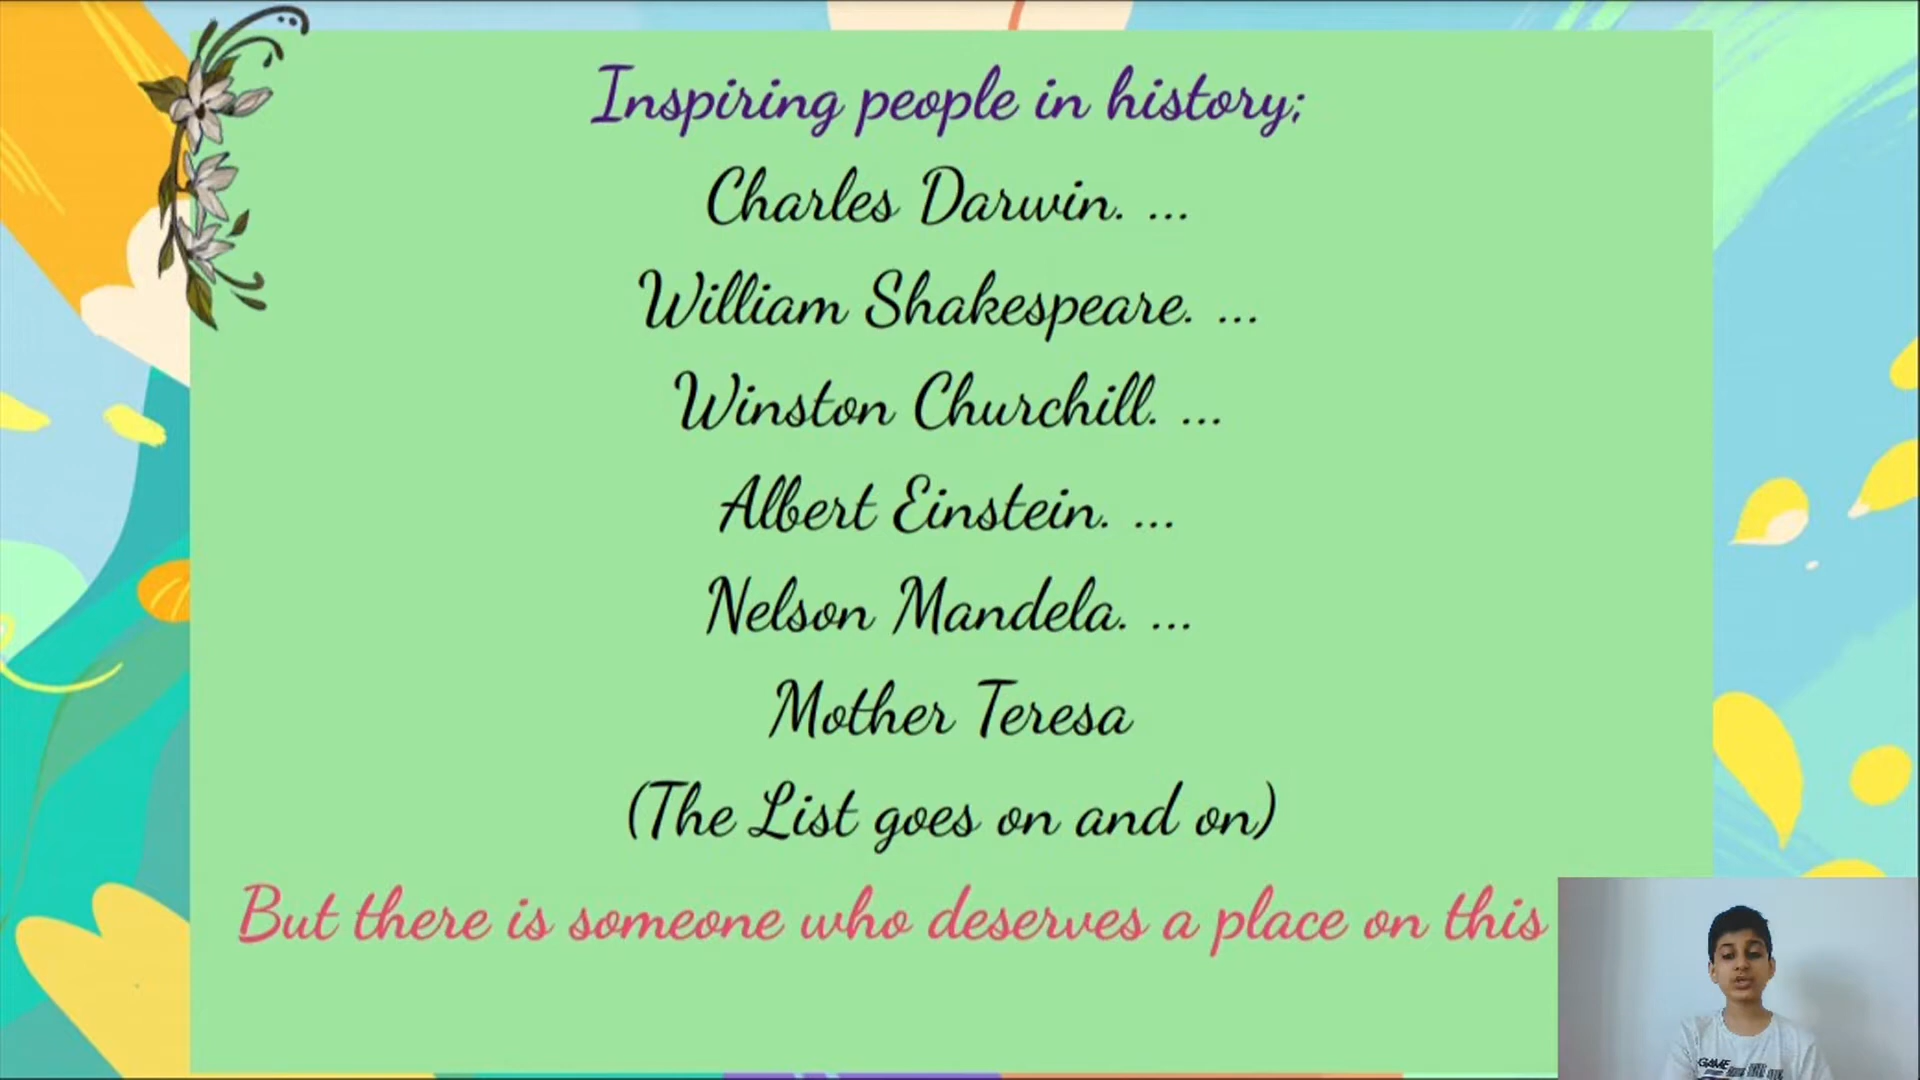 Inspiring people in history;
Charles Darwin. ...
William Shakespeare. ...
Winston Churchill. ...
Albert Einstein. ...
Nelson Mandela. ...
Mother Teresa
(The List goes on and on)
But there is someone who deserves a place on this
GAME